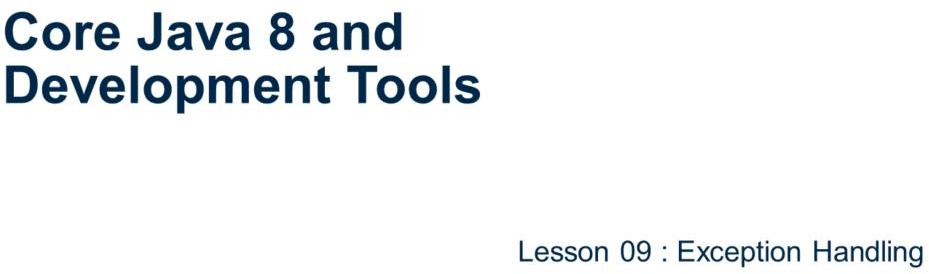 Core Java 8 and
Development Tools
Lesson 09 : Exception Handling